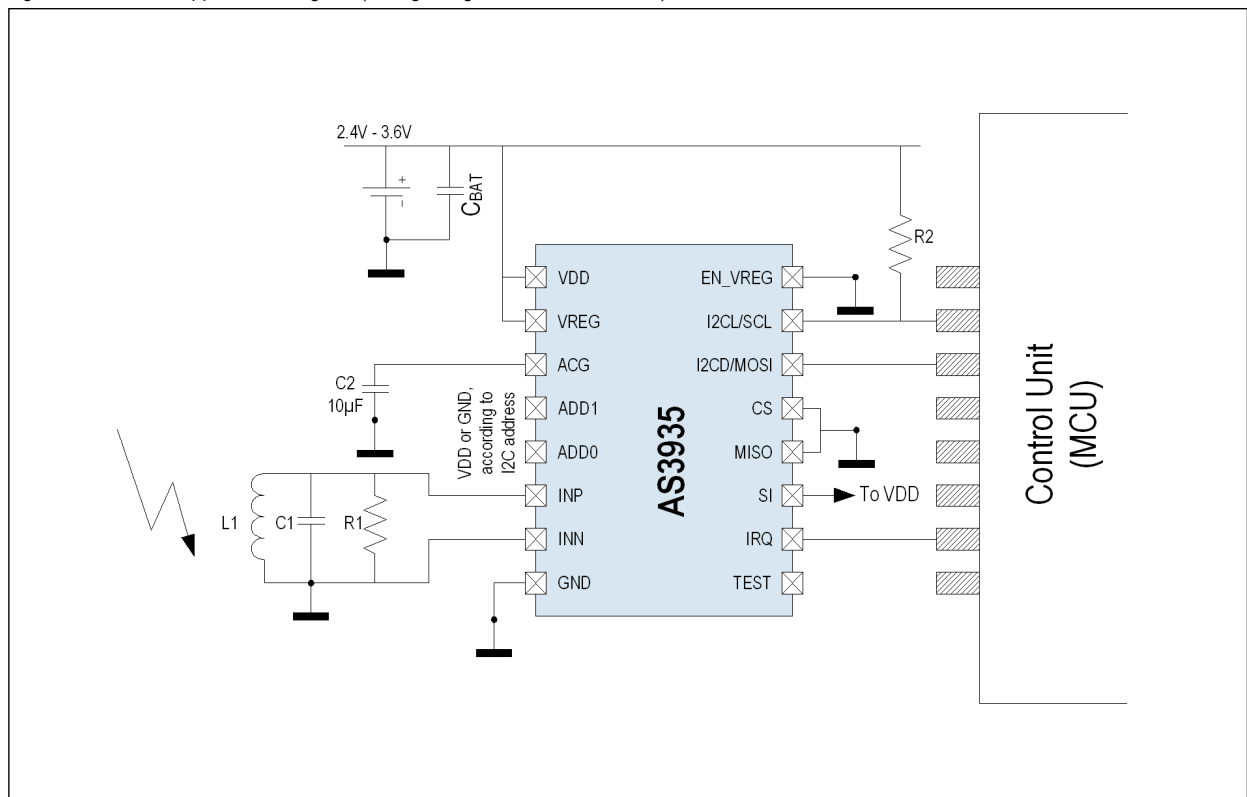 2.4V - 3.6V
+
-
CBAT
R2
VDD
VREG
ACG
ADD1
ADD0
INP
INN
GND
EN_VREG
I2CL/SCL
I2CD/MOSI
CS
MISO
SI
IRQ
TEST
AS3935
C2
10µF
VDD or GND,
according to
I2C address
L1
C1
R1
To VDD
Control Unit
(MCU)